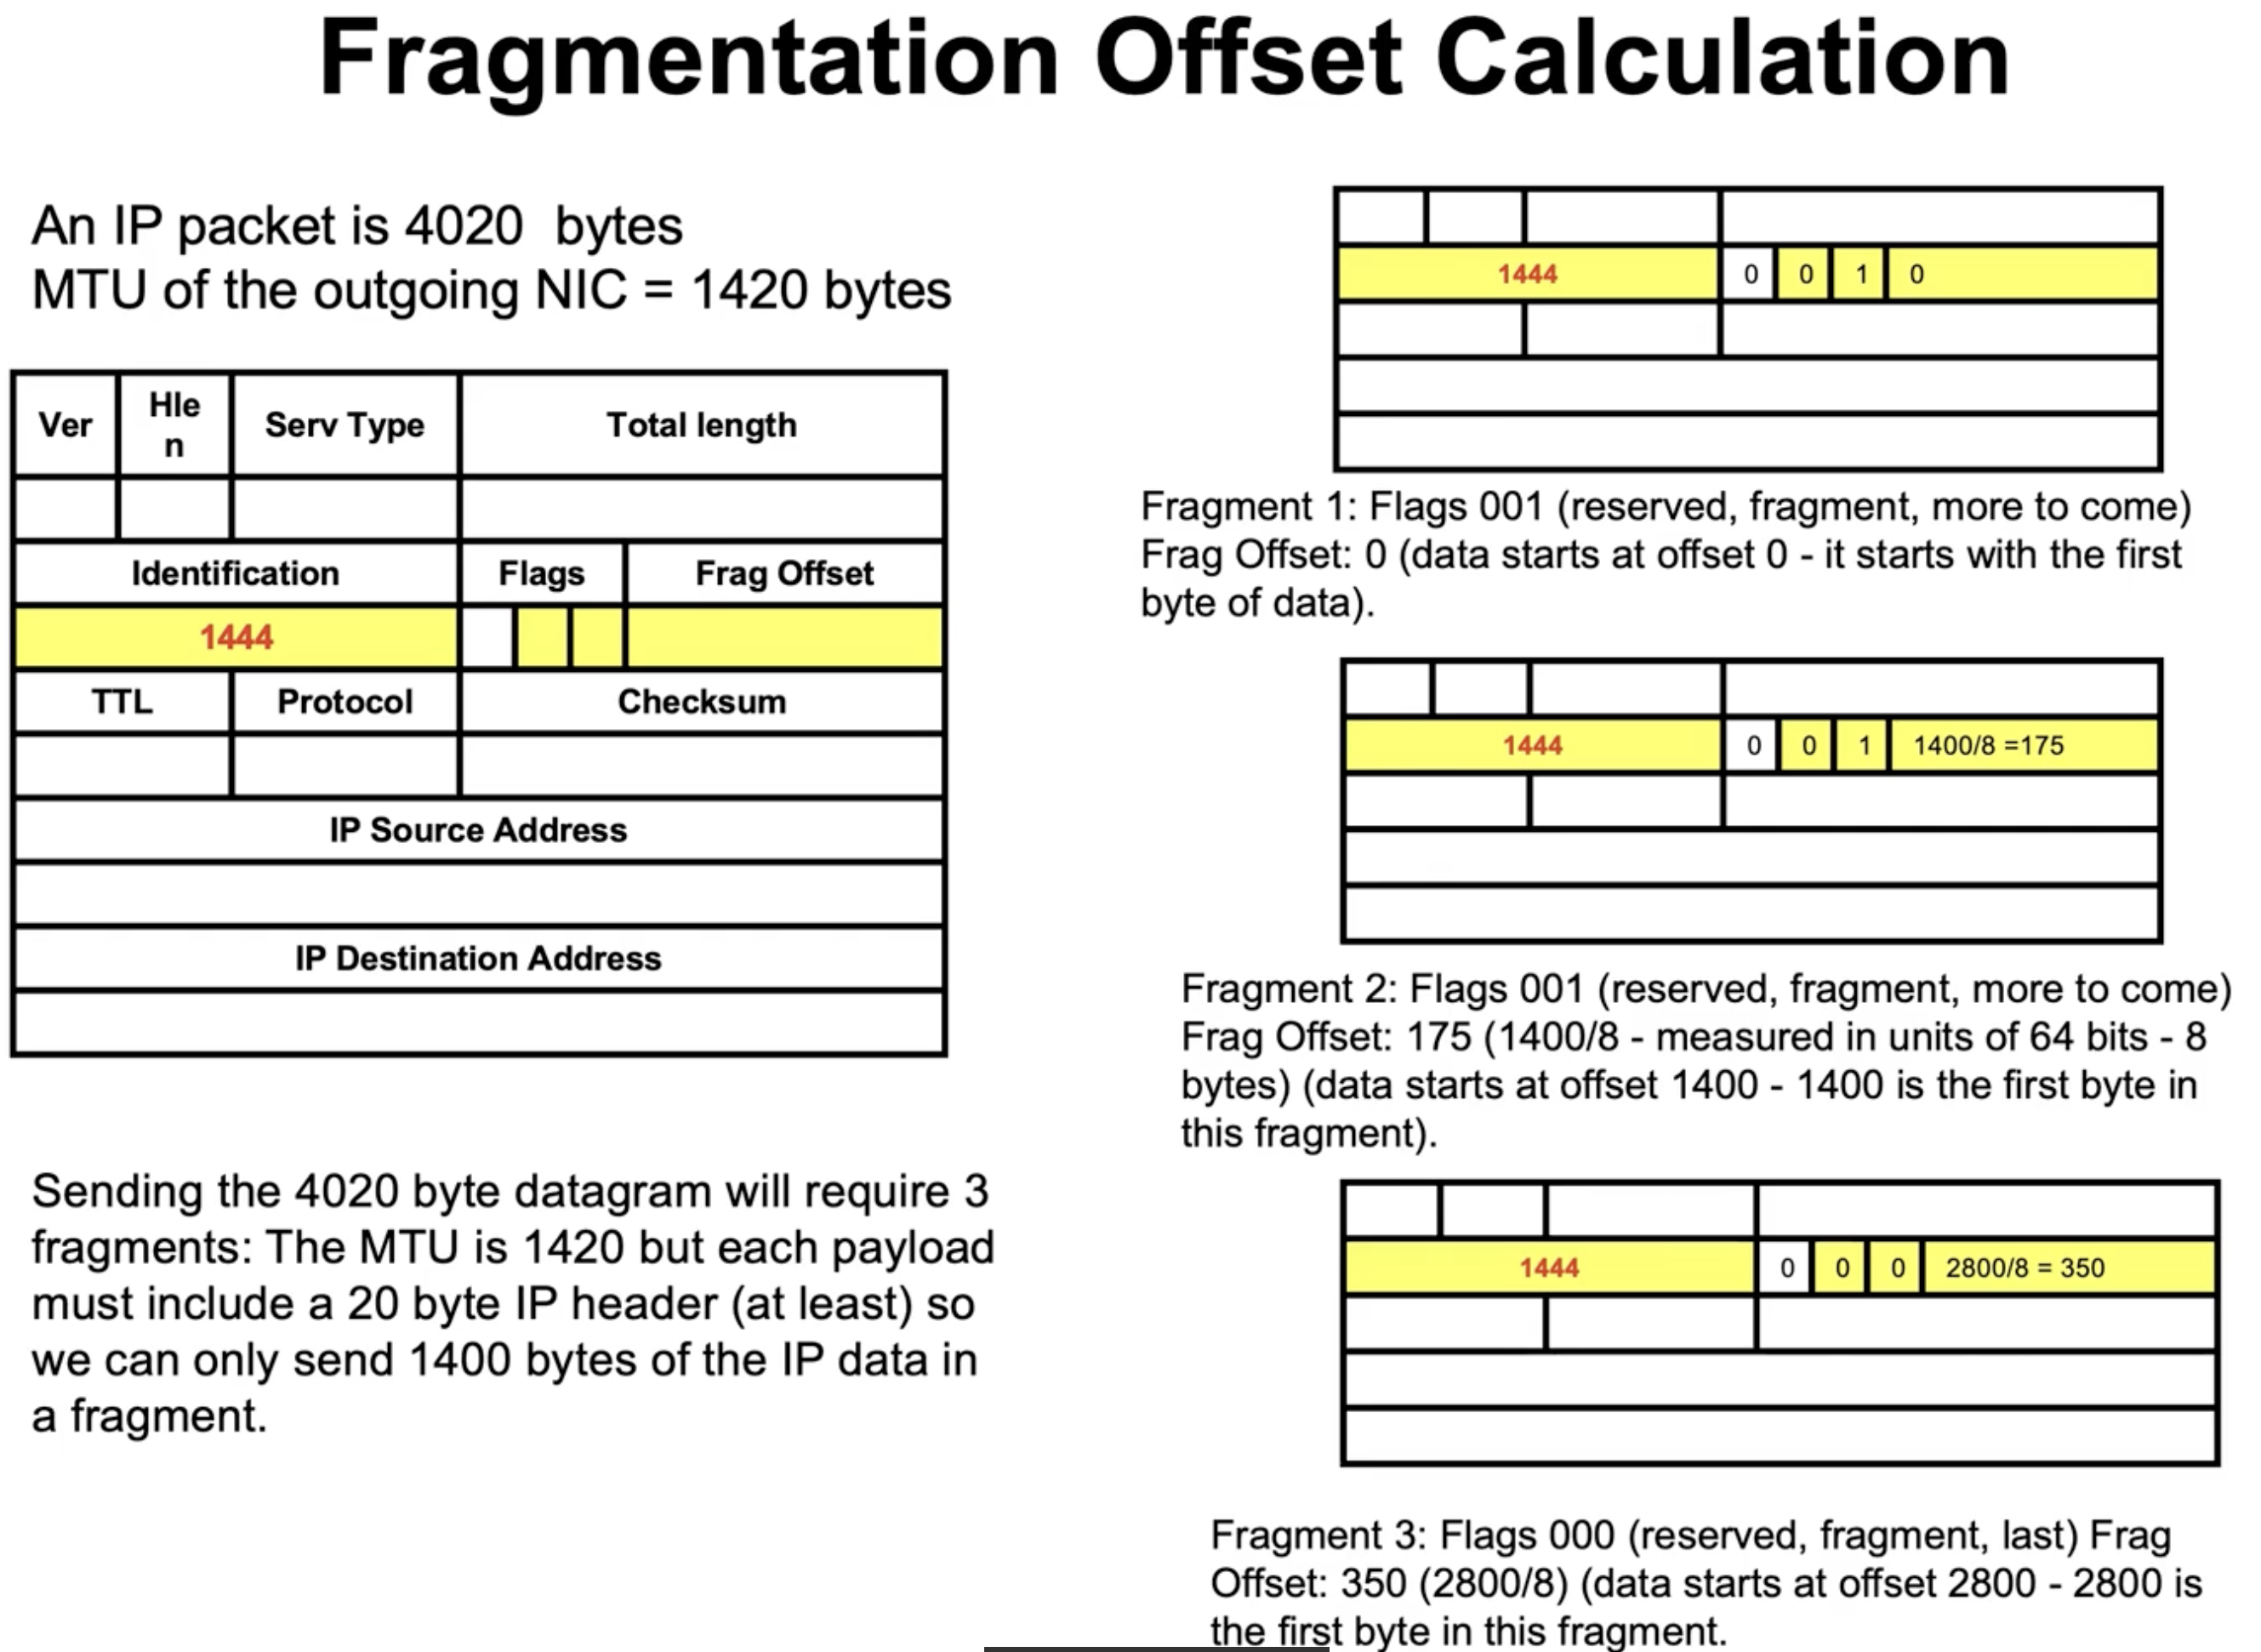 Fragmentation Offset Calculation
An IP packet is 4020 bytes
MTU of the outgoing NIC = 1420 bytes
Ver Hle n Serv Type Total length
Identification Flags Frag Offset
1444
TTL Protocol Checksum
IP Source Address
IP Destination Address
Sending the 4020 byte datagram will require 3
fragments: The MTU is 1420 but each payload
must include a 20 byte IP header (at least) so
we can only send 1400 bytes of the IP data in
a fragment.
1444 0 0 1 0
Fragment 1: Flags 001 (reserved, fragment, more to come)
Frag Offset: 0 (data starts at offset 0 - it starts with the first
byte of data).
1444 0 0 1 1400/8 =175
Fragment 2: Flags 001 (reserved, fragment, more to come)
Frag Offset: 175 (1400/8 - measured in units of 64 bits - 8
bytes) (data starts at offset 1400 - 1400 is the first byte in
this fragment).
1444 0 0 0 2800/8 = 350
Fragment 3: Flags 000 (reserved, fragment, last) Frag
Offset: 350 (2800/8) (data starts at offset 2800 - 2800 is
the first byte in this fragment.